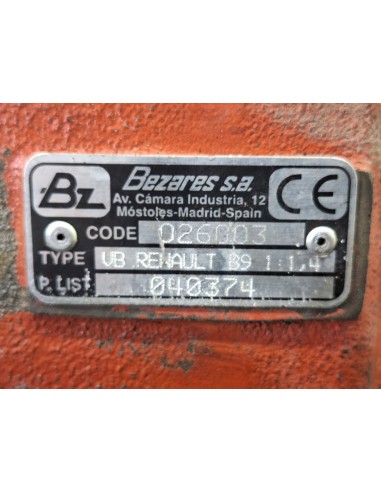 Bz
Bezares s.a.
Av. Cámara Industria, 12
Móstoles-Madrid-Spain
CE
CODE 026003
TYPE VB RENAULT B9 1:1,4
P. LIST 040374